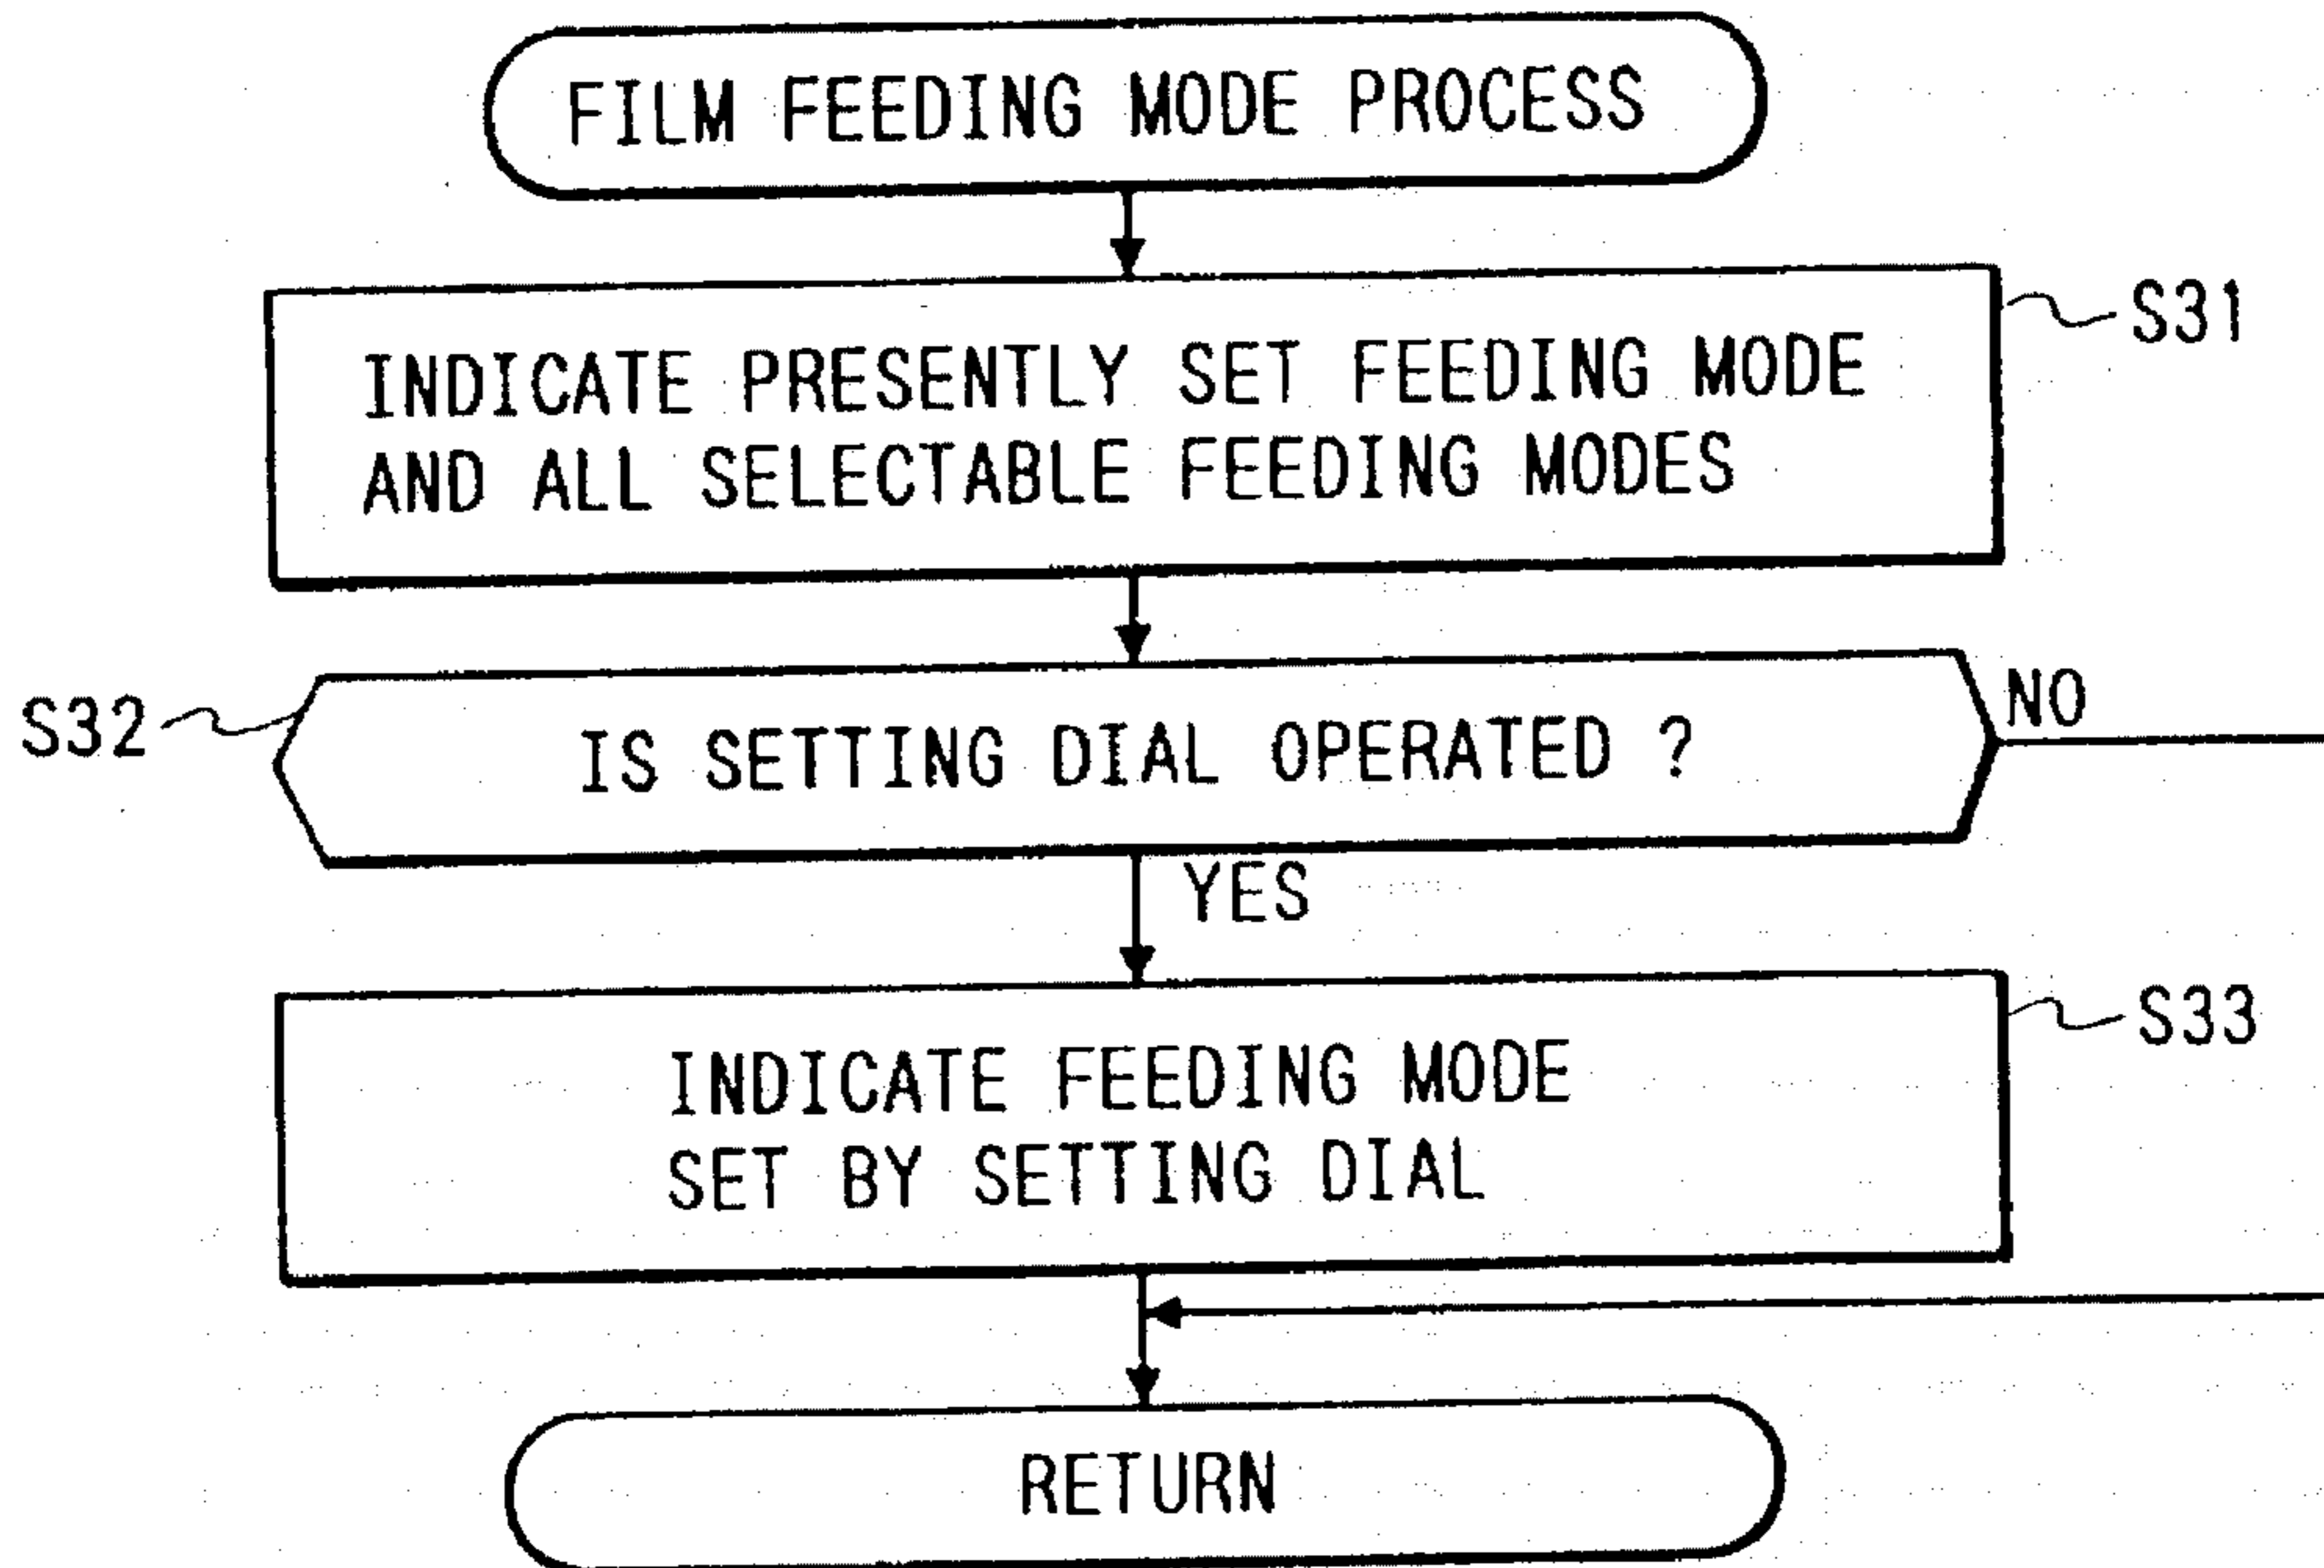 FILM FEEDING MODE PROCESS
S31
INDICATE PRESENTLY SET FEEDING MODE
AND ALL SELECTABLE FEEDING MODES
S32
IS SETTING DIAL OPERATED ?
NO
YES
S33
INDICATE FEEDING MODE
SET BY SETTING DIAL
RETURN